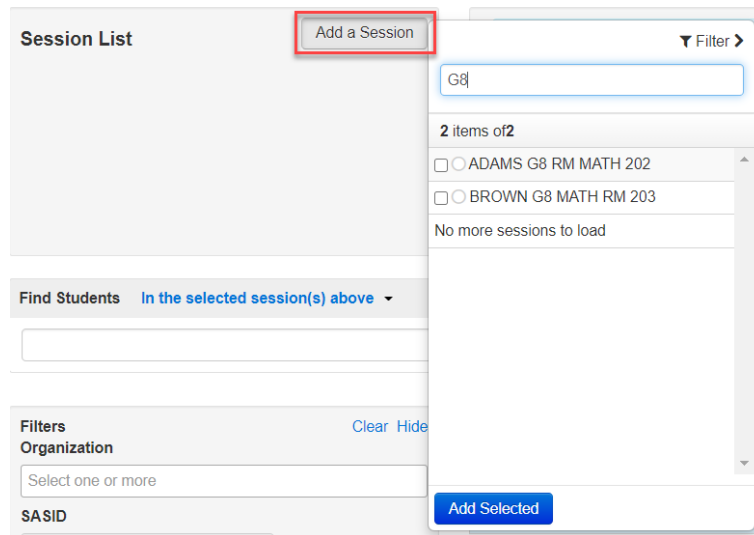 Session List
Add a Session
Filter
G8
2 items of2
ADAMS G8 RM MATH 202
BROWN G8 MATH RM 203
No more sessions to load
Find Students In the selected session(s) above
Filters Clear Hide
Organization
Select one or more
SASID
Add Selected